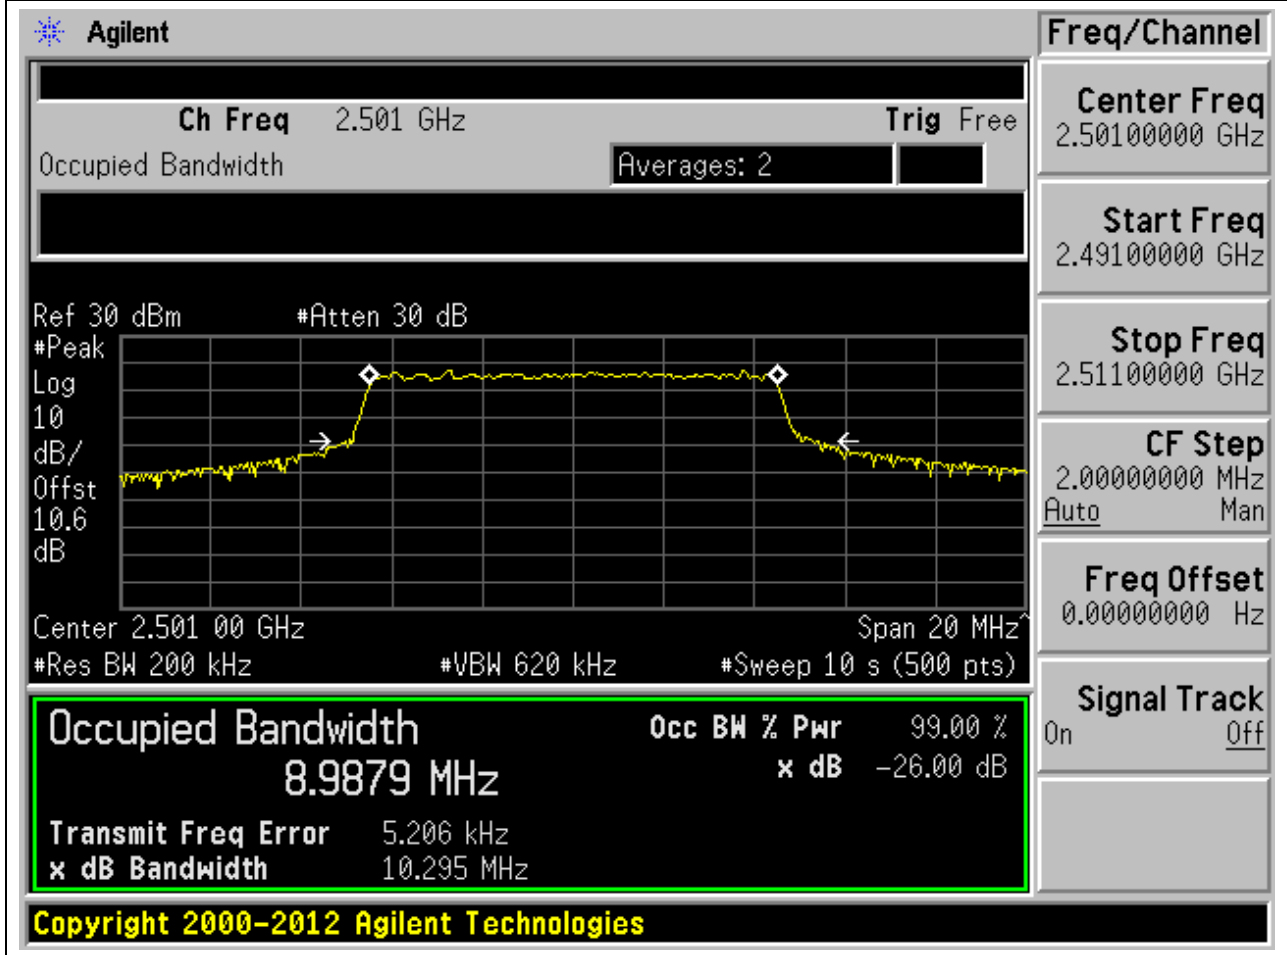 Agilent
Freq/Channel
Ch Freq 2.501 GHz Trig Free
Occupied Bandwidth Averages: 2
Center Freq
2.50100000 GHz
Start Freq
2.49100000 GHz
Stop Freq
2.51100000 GHz
CF Step
2.00000000 MHz
Auto Man
Freq Offset
0.00000000 Hz
Signal Track
On Off
Ref 30 dBm #Atten 30 dB
#Peak
Log
10
dB/
Offst
10.6
dB
Center 2.501 00 GHz Span 20 MHz^
#Res BW 200 kHz #VBW 620 kHz #Sweep 10 s (500 pts)
Occupied Bandwidth Occ BW % Pwr 99.00 %
8.9879 MHz x dB -26.00 dB
Transmit Freq Error 5.206 kHz
x dB Bandwidth 10.295 MHz
Copyright 2000-2012 Agilent Technologies